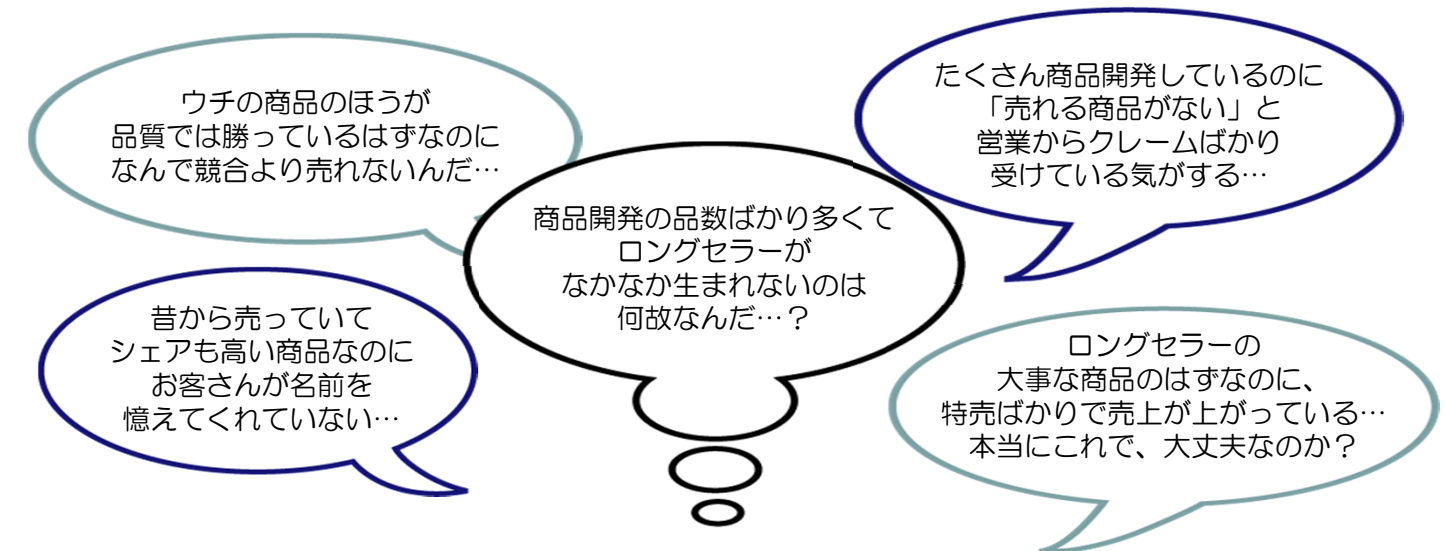 ウチの商品のほうが
品質では勝っているはずなのに
なんで競合より売れないんだ…
たくさん商品開発しているのに
「売れる商品がない」と
営業からクレームばかり
受けている気がする…
商品開発の品数ばかり多くて
ロングセラーが
なかなか生まれないのは
何故なんだ…？
昔から売っていて
シェアも高い商品なのに
お客さんが名前を
憶えてくれていない…
ロングセラーの
大事な商品のはずなのに、
特売ばかりで売上が上がっている…
本当にこれで、大丈夫なのか？